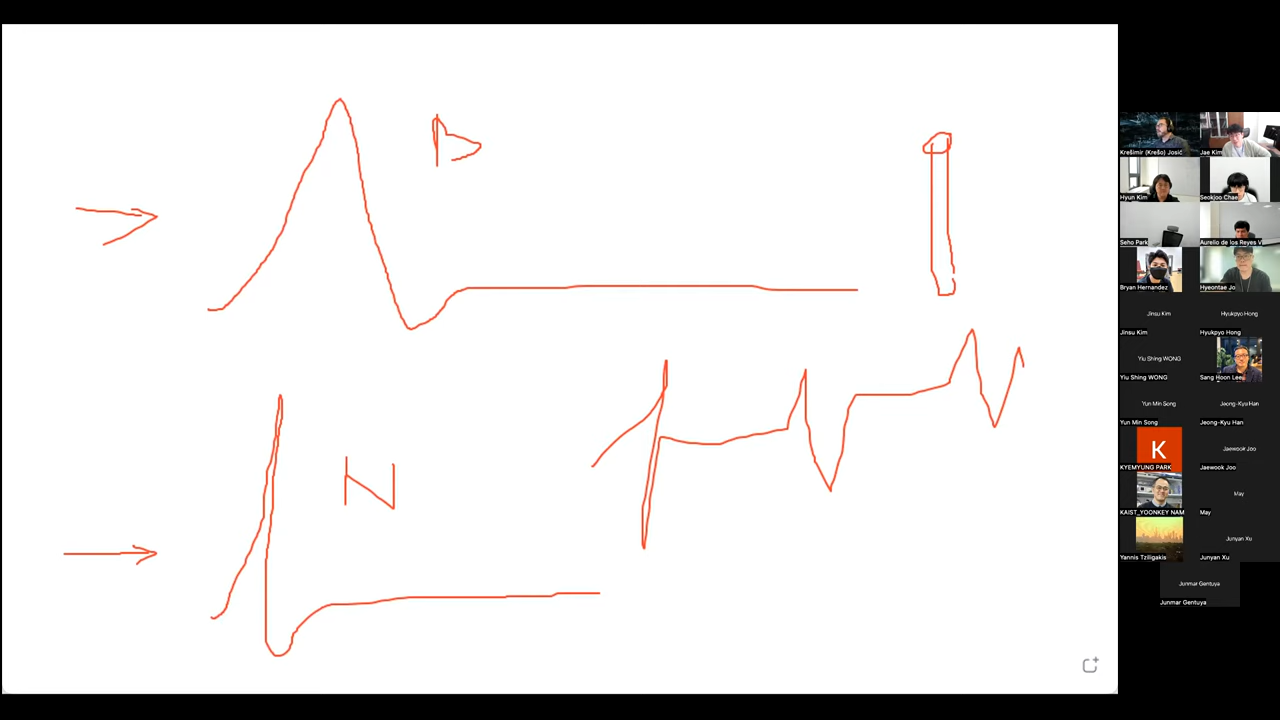 N
Krešimir (Krešo) Josić
Jae Kim
Hyun Kim
Seokjoo Chae
Seho Park
Aurelio de los Reyes V
Bryan Hernandez
Hyeontae Jo
Jinsu Kim
Hyukpyo Hong
Jinsu Kim
Hyukpyo Hong
Yiu Shing WONG
Yiu Shing WONG
Sang Hoon Lee
Yun Min Song
Jeong-Kyu Han
Yun Min Song
Jeong-Kyu Han
K
Jaewook Joo
KYEMYUNG PARK
Jaewook Joo
May
KAIST_YOONKEY NAM
May
Junyan Xu
Yannis Tziligakis
Junyan Xu
Junmar Gentuya
Junmar Gentuya